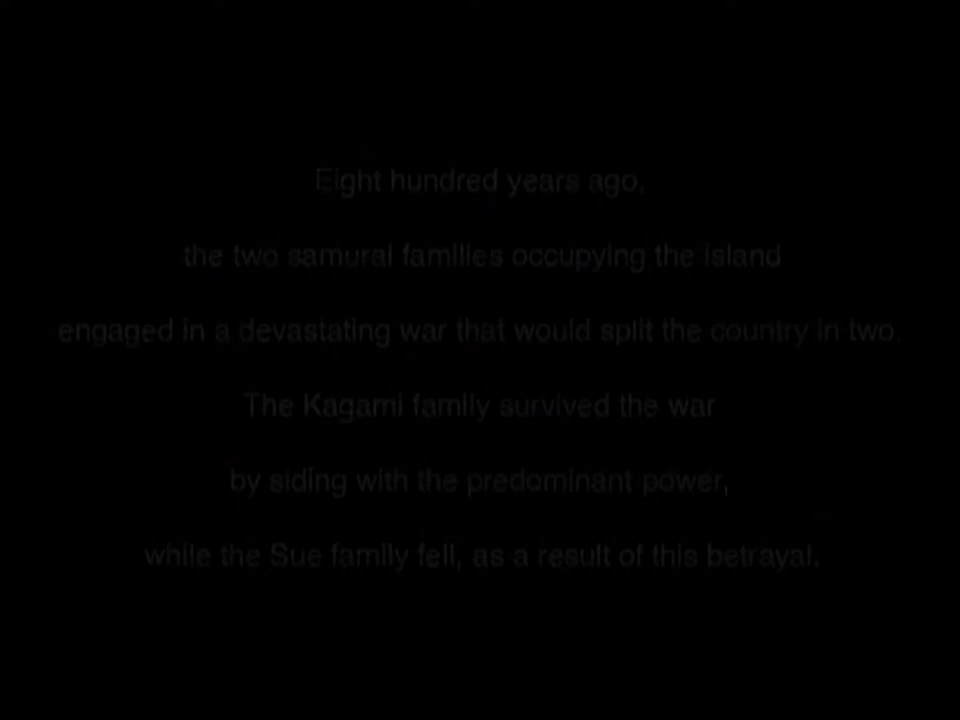 Eight hundred years ago,
the two samurai families occupying the island
engaged in a devastating war that would split the country in two.
The Kagami family survived the war
by siding with the predominant power,
while the Sue family fell, as a result of this betrayal.